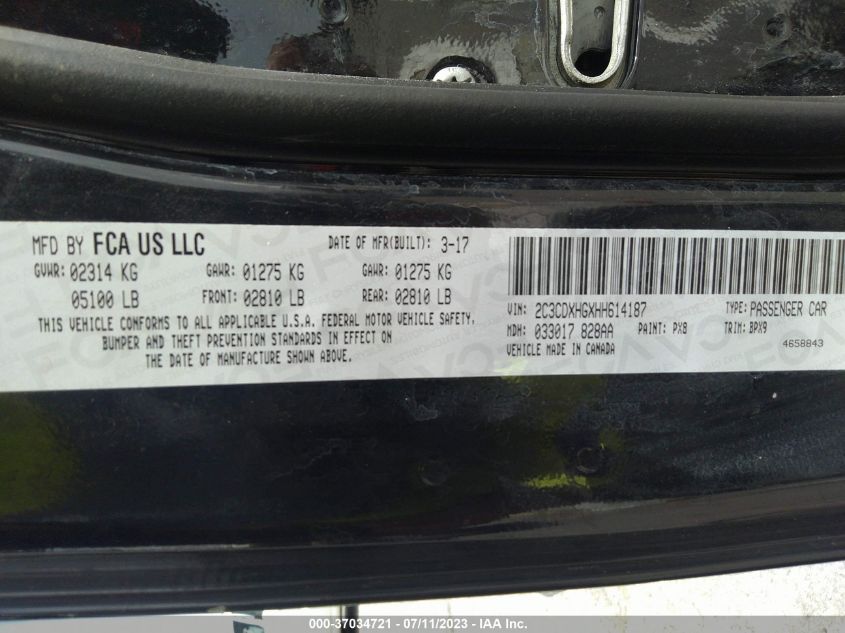 MFD BY FCA US LLC DATE OF MFR(BUILT): 3-17
GVWR: 02314 KG GAWR: 01275 KG GAWR: 01275 KG
05100 LB FRONT: 02810 LB REAR: 02810 LB
THIS VEHICLE CONFORMS TO ALL APPLICABLE U.S.A. FEDERAL MOTOR VEHICLE SAFETY,
BUMPER AND THEFT PREVENTION STANDARDS IN EFFECT ON
THE DATE OF MANUFACTURE SHOWN ABOVE.
VIN: 2C3CDXHGXHH614187 TYPE: PASSENGER CAR
MDH: 033017 828AA PAINT: PX8 TRIM: BPX9
VEHICLE MADE IN CANADA 4658843
000-37034721 - 07/11/2023 - IAA Inc.